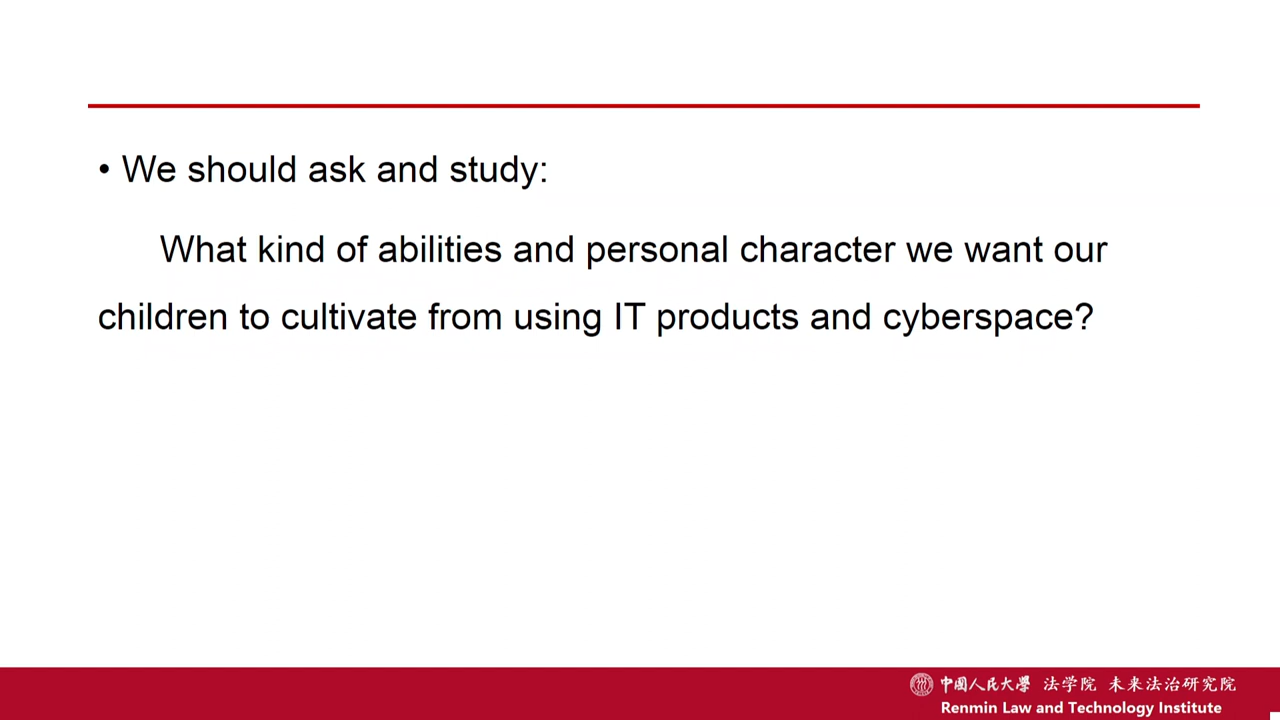 • We should ask and study:
What kind of abilities and personal character we want our
children to cultivate from using IT products and cyberspace?
中國人民大學 法学院 未来法治研究院
Renmin Law and Technology Institute